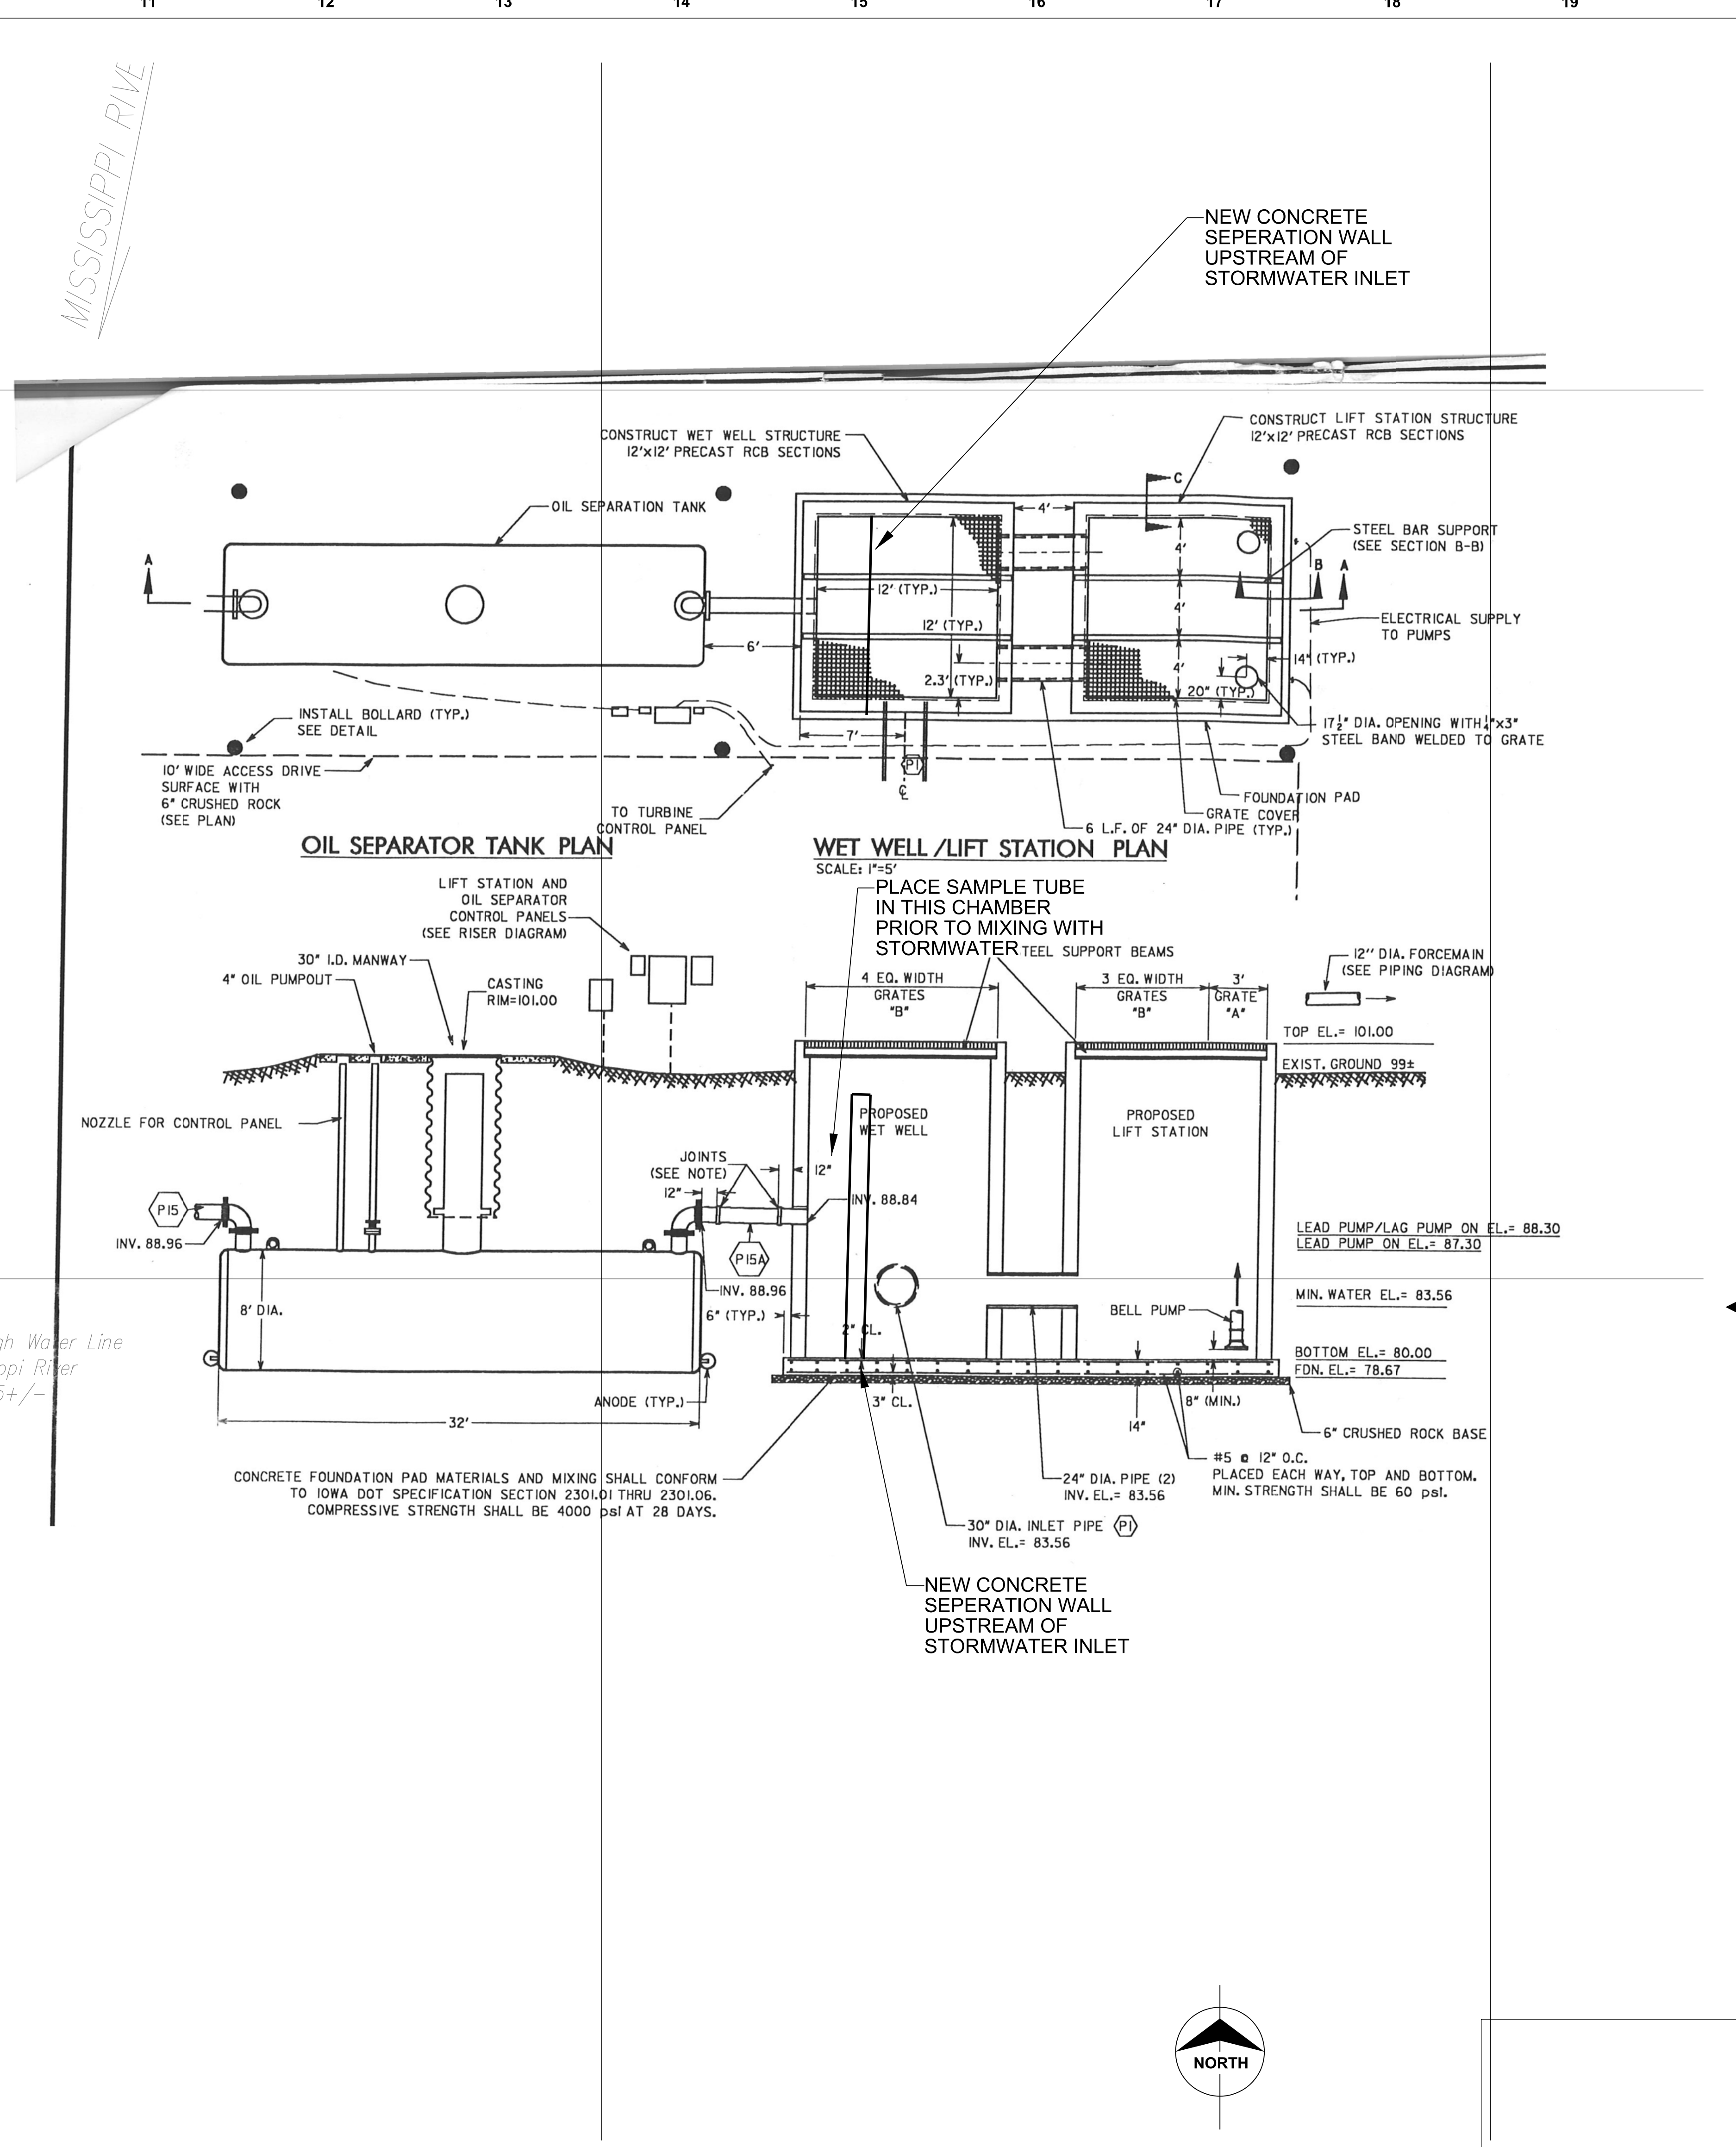 11 12 13 14 15 16 17 18 19
MISSISSIPPI RIVE
NEW CONCRETE
SEPERATION WALL
UPSTREAM OF
STORMWATER INLET
CONSTRUCT WET WELL STRUCTURE
12'x12' PRECAST RCB SECTIONS
CONSTRUCT LIFT STATION STRUCTURE
12'x12' PRECAST RCB SECTIONS
OIL SEPARATION TANK
C
4'
STEEL BAR SUPPORT
(SEE SECTION B-B)
A
4'
B A
12' (TYP.)
4'
12' (TYP.)
ELECTRICAL SUPPLY
TO PUMPS
6'
14" (TYP.)
4'
2.3' (TYP.)
20" (TYP.)
INSTALL BOLLARD (TYP.)
SEE DETAIL
17½" DIA. OPENING WITH ¼"x3"
STEEL BAND WELDED TO GRATE
7'
P1
10' WIDE ACCESS DRIVE
SURFACE WITH
6" CRUSHED ROCK
(SEE PLAN)
℄
FOUNDATION PAD
TO TURBINE
CONTROL PANEL
GRATE COVER
6 L.F. OF 24" DIA. PIPE (TYP.)
OIL SEPARATOR TANK PLAN
WET WELL/LIFT STATION PLAN
SCALE: 1"=5'
LIFT STATION AND
OIL SEPARATOR
CONTROL PANELS
(SEE RISER DIAGRAM)
PLACE SAMPLE TUBE
IN THIS CHAMBER
PRIOR TO MIXING WITH
STORMWATER
TEEL SUPPORT BEAMS
12'' DIA. FORCEMAIN
(SEE PIPING DIAGRAM)
30" I.D. MANWAY
4" OIL PUMPOUT
CASTING
RIM=101.00
4 EQ. WIDTH
GRATES
"B"
3 EQ. WIDTH
GRATES
"B"
3'
GRATE
"A"
TOP EL.= 101.00
EXIST. GROUND 99±
NOZZLE FOR CONTROL PANEL
PROPOSED
WET WELL
PROPOSED
LIFT STATION
JOINTS
(SEE NOTE)
12"
12"
INV. 88.84
P15
INV. 88.96
P15A
LEAD PUMP/LAG PUMP ON EL.= 88.30
LEAD PUMP ON EL.= 87.30
INV. 88.96
MIN. WATER EL.= 83.56
8' DIA.
6" (TYP.)
BELL PUMP
2" CL.
gh Water Line
ppi River
5+/-
BOTTOM EL.= 80.00
FDN. EL.= 78.67
ANODE (TYP.)
3" CL.
8" (MIN.)
32'
14"
6" CRUSHED ROCK BASE
CONCRETE FOUNDATION PAD MATERIALS AND MIXING SHALL CONFORM
TO IOWA DOT SPECIFICATION SECTION 2301.01 THRU 2301.06.
COMPRESSIVE STRENGTH SHALL BE 4000 psi AT 28 DAYS.
24" DIA. PIPE (2)
INV. EL.= 83.56
#5 @ 12" O.C.
PLACED EACH WAY, TOP AND BOTTOM.
MIN. STRENGTH SHALL BE 60 psi.
30" DIA. INLET PIPE P1
INV. EL.= 83.56
NEW CONCRETE
SEPERATION WALL
UPSTREAM OF
STORMWATER INLET
NORTH